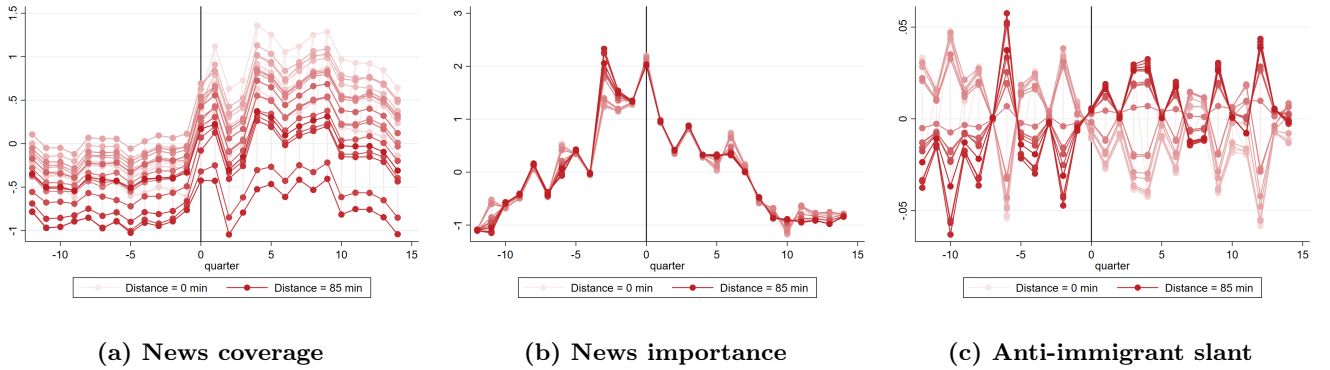 1.5
1
.5
0
-.5
-1
-10 -5 0 5 10 15
quarter
Distance = 0 min Distance = 85 min
(a) News coverage
3
2
1
0
-1
-10 -5 0 5 10 15
quarter
Distance = 0 min Distance = 85 min
(b) News importance
.05
0
-.05
-10 -5 0 5 10 15
quarter
Distance = 0 min Distance = 85 min
(c) Anti-immigrant slant